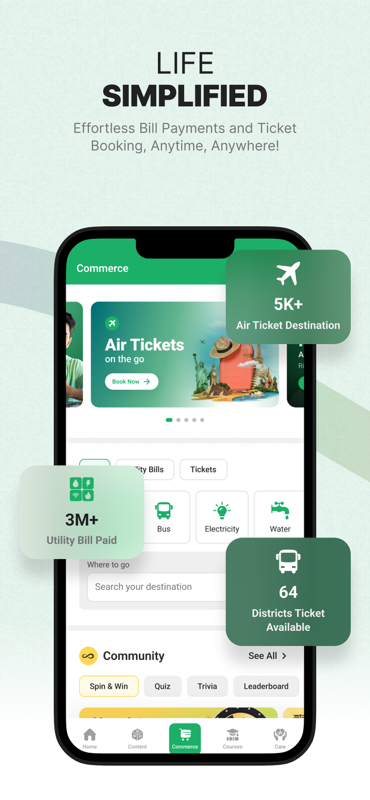 LIFE
SIMPLIFIED
Effortless Bill Payments and Ticket
Booking, Anytime, Anywhere!
Commerce
5K+
Air Ticket Destination
Air Tickets
on the go
Book Now
ity Bills
Tickets
3M+
Utility Bill Paid
Bus
Electricity
Water
Where to go
Search your destination
64
Districts Ticket
Available
Community
See All
Spin & Win
Quiz
Trivia
Leaderboard
Home
Content
Commerce
Courses
Care